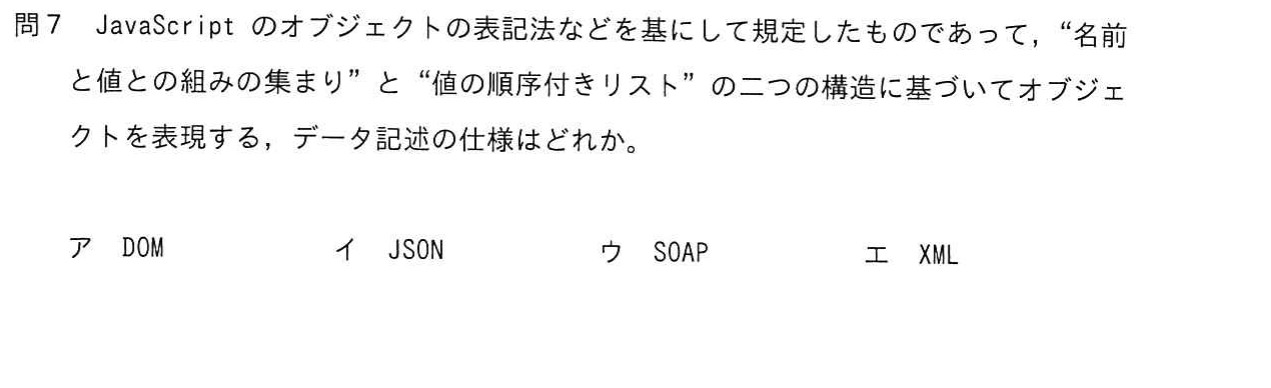 問7 JavaScript のオブジェクトの表記法などを基にして規定したものであって，“名前
と値との組みの集まり”と“値の順序付きリスト”の二つの構造に基づいてオブジェ
クトを表現する，データ記述の仕様はどれか。
ア DOM イ JSON ウ SOAP エ XML